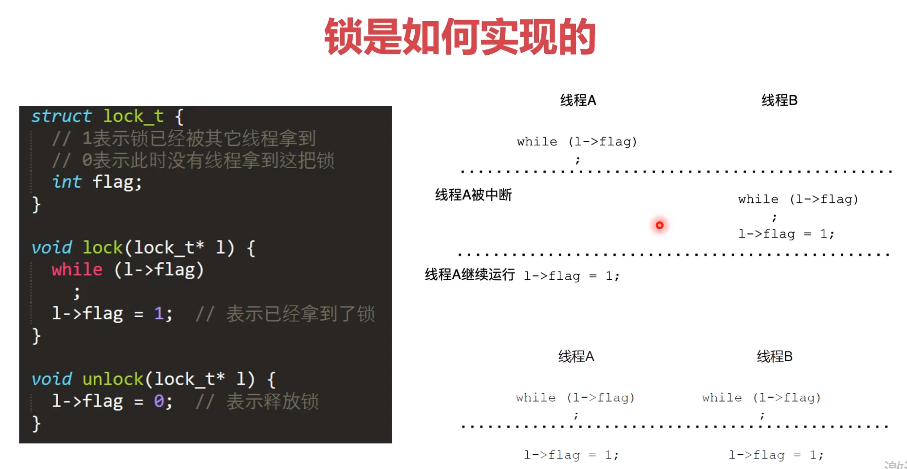 锁是如何实现的
struct lock_t {
// 1表示锁已经被其它线程拿到
// 0表示此时没有线程拿到这把锁
int flag;
}
void lock(lock_t* l) {
while (l->flag)
;
l->flag = 1; // 表示已经拿到了锁
}
void unlock(lock_t* l) {
l->flag = 0; // 表示释放锁
}
线程A 线程B
while (l->flag)
;
线程A被中断
while (l->flag)
;
l->flag = 1;
线程A继续运行 l->flag = 1;
线程A 线程B
while (l->flag) while (l->flag)
; ;
l->flag = 1; l->flag = 1;